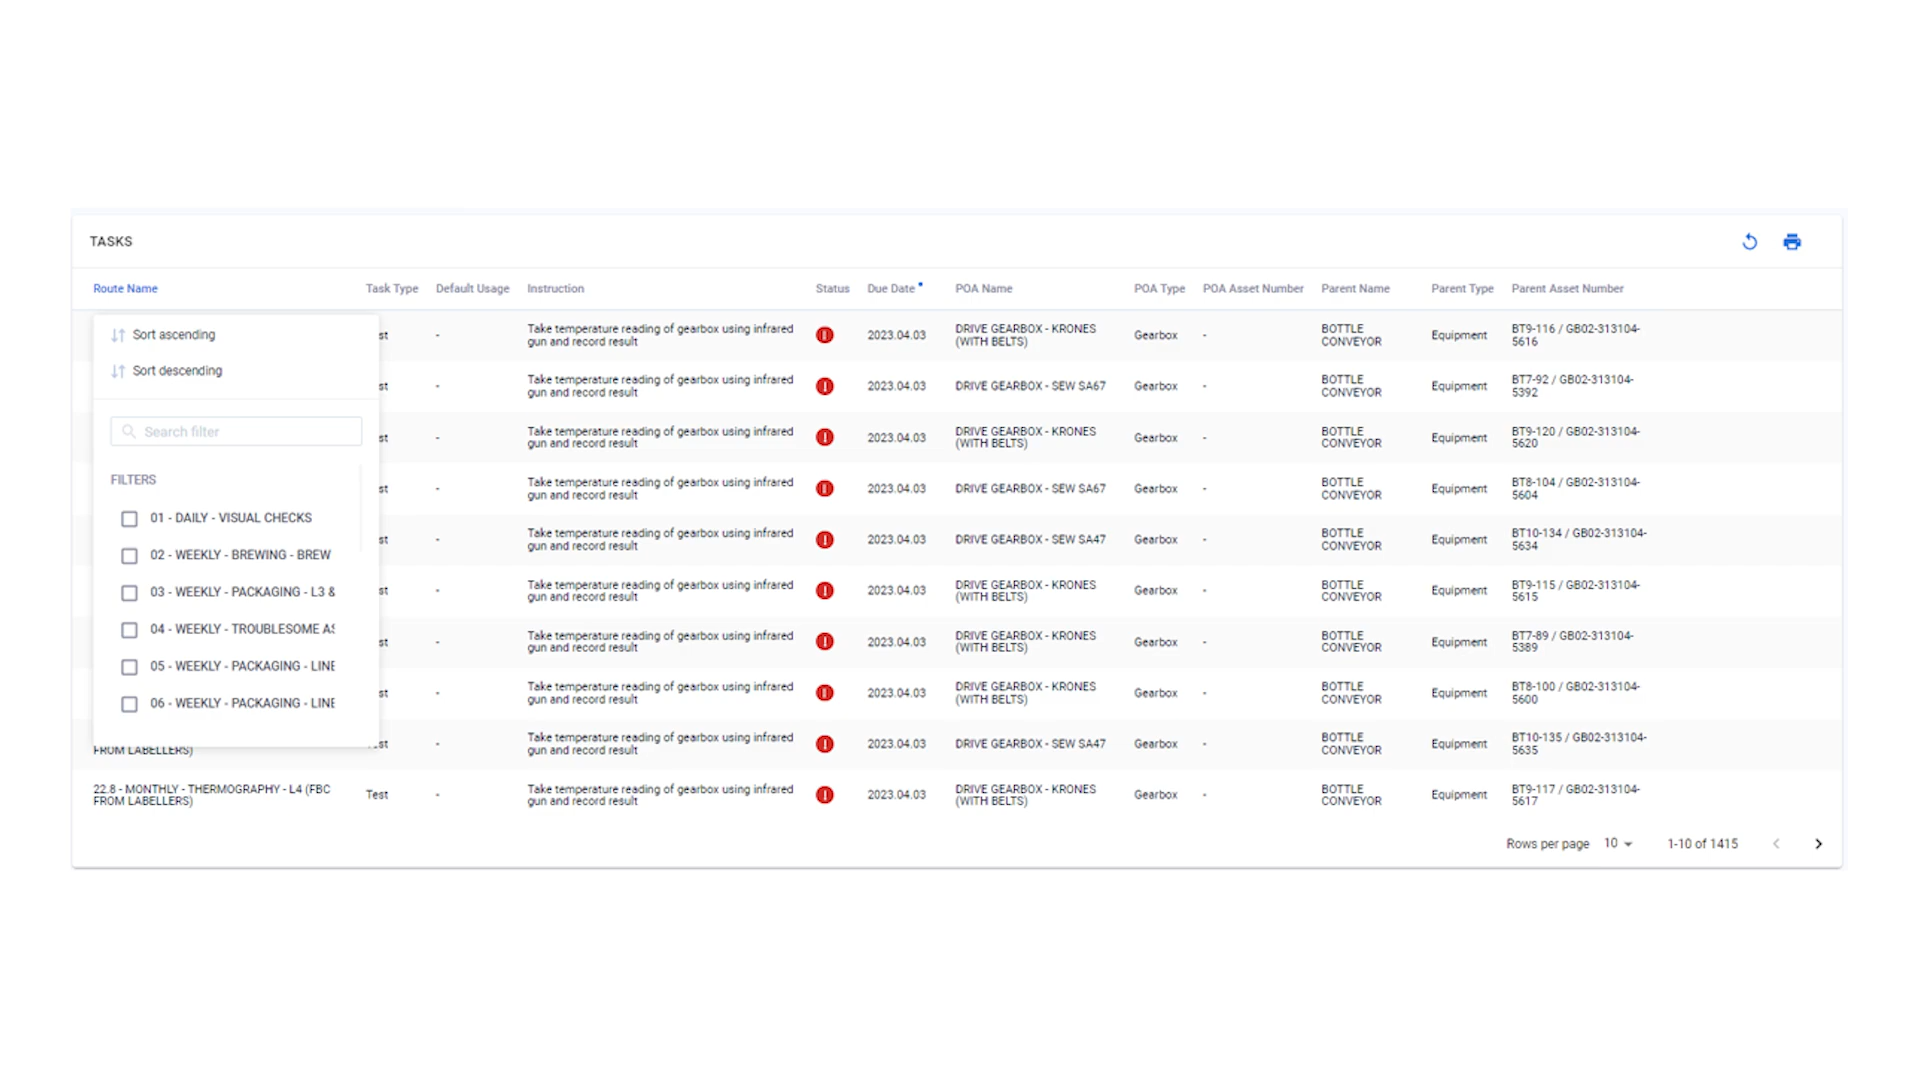 TASKS
Route Name Task Type Default Usage Instruction Status Due Date POA Name POA Type POA Asset Number Parent Name Parent Type Parent Asset Number
Sort ascending
Sort descending
Search filter
FILTERS
01 - DAILY - VISUAL CHECKS
02 - WEEKLY - BREWING - BREW
03 - WEEKLY - PACKAGING - L3 &
04 - WEEKLY - TROUBLESOME AS
05 - WEEKLY - PACKAGING - LINE
06 - WEEKLY - PACKAGING - LINE
st - Take temperature reading of gearbox using infrared 2023.04.03 DRIVE GEARBOX - KRONES Gearbox - BOTTLE Equipment BT9-116 / GB02-313104-
gun and record result (WITH BELTS) CONVEYOR 5616
st - Take temperature reading of gearbox using infrared 2023.04.03 DRIVE GEARBOX - SEW SA67 Gearbox - BOTTLE Equipment BT7-92 / GB02-313104-
gun and record result CONVEYOR 5392
st - Take temperature reading of gearbox using infrared 2023.04.03 DRIVE GEARBOX - KRONES Gearbox - BOTTLE Equipment BT9-120 / GB02-313104-
gun and record result (WITH BELTS) CONVEYOR 5620
st - Take temperature reading of gearbox using infrared 2023.04.03 DRIVE GEARBOX - SEW SA67 Gearbox - BOTTLE Equipment BT8-104 / GB02-313104-
gun and record result CONVEYOR 5604
st - Take temperature reading of gearbox using infrared 2023.04.03 DRIVE GEARBOX - SEW SA47 Gearbox - BOTTLE Equipment BT10-134 / GB02-313104-
gun and record result CONVEYOR 5634
st - Take temperature reading of gearbox using infrared 2023.04.03 DRIVE GEARBOX - KRONES Gearbox - BOTTLE Equipment BT9-115 / GB02-313104-
gun and record result (WITH BELTS) CONVEYOR 5615
st - Take temperature reading of gearbox using infrared 2023.04.03 DRIVE GEARBOX - KRONES Gearbox - BOTTLE Equipment BT7-89 / GB02-313104-
gun and record result (WITH BELTS) CONVEYOR 5389
st - Take temperature reading of gearbox using infrared 2023.04.03 DRIVE GEARBOX - KRONES Gearbox - BOTTLE Equipment BT8-100 / GB02-313104-
gun and record result (WITH BELTS) CONVEYOR 5600
st - Take temperature reading of gearbox using infrared 2023.04.03 DRIVE GEARBOX - SEW SA47 Gearbox - BOTTLE Equipment BT10-135 / GB02-313104-
FROM LABELLERS) gun and record result CONVEYOR 5635
22.8 - MONTHLY - THERMOGRAPHY - L4 (FBC Test - Take temperature reading of gearbox using infrared 2023.04.03 DRIVE GEARBOX - KRONES Gearbox - BOTTLE Equipment BT9-117 / GB02-313104-
FROM LABELLERS) gun and record result (WITH BELTS) CONVEYOR 5617
Rows per page 10 1-10 of 1415